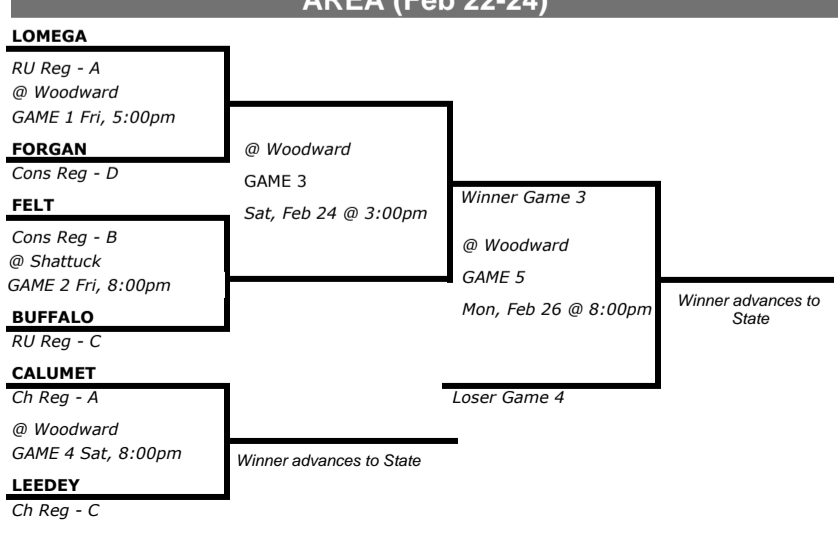 AREA (Feb 22-24)
LOMEGA
RU Reg - A
@ Woodward
GAME 1 Fri, 5:00pm
FORGAN
Cons Reg - D
FELT
Cons Reg - B
@ Shattuck
GAME 2 Fri, 8:00pm
BUFFALO
RU Reg - C
CALUMET
Ch Reg - A
@ Woodward
GAME 4 Sat, 8:00pm
LEEDEY
Ch Reg - C
@ Woodward
GAME 3
Sat, Feb 24 @ 3:00pm
Winner advances to State
Winner Game 3
@ Woodward
GAME 5
Mon, Feb 26 @ 8:00pm
Loser Game 4
Winner advances to
State